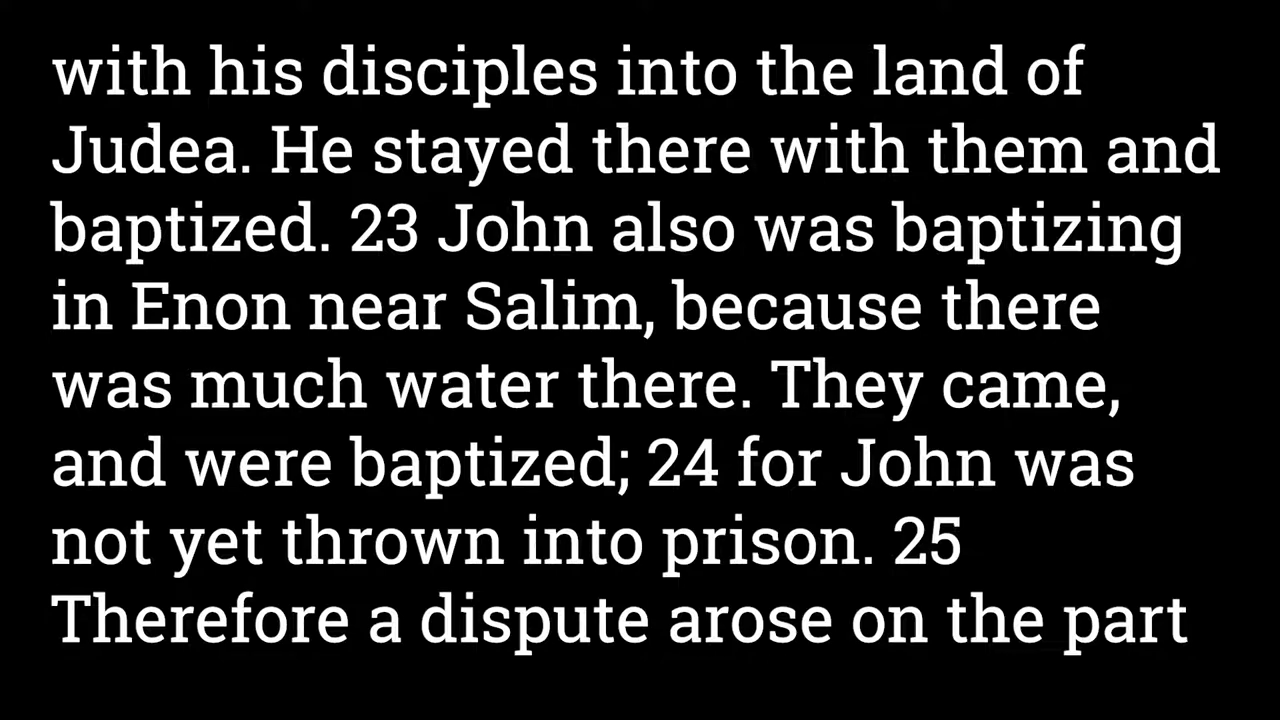 with his disciples into the land of
Judea. He stayed there with them and
baptized. 23 John also was baptizing
in Enon near Salim, because there
was much water there. They came,
and were baptized; 24 for John was
not yet thrown into prison. 25
Therefore a dispute arose on the part